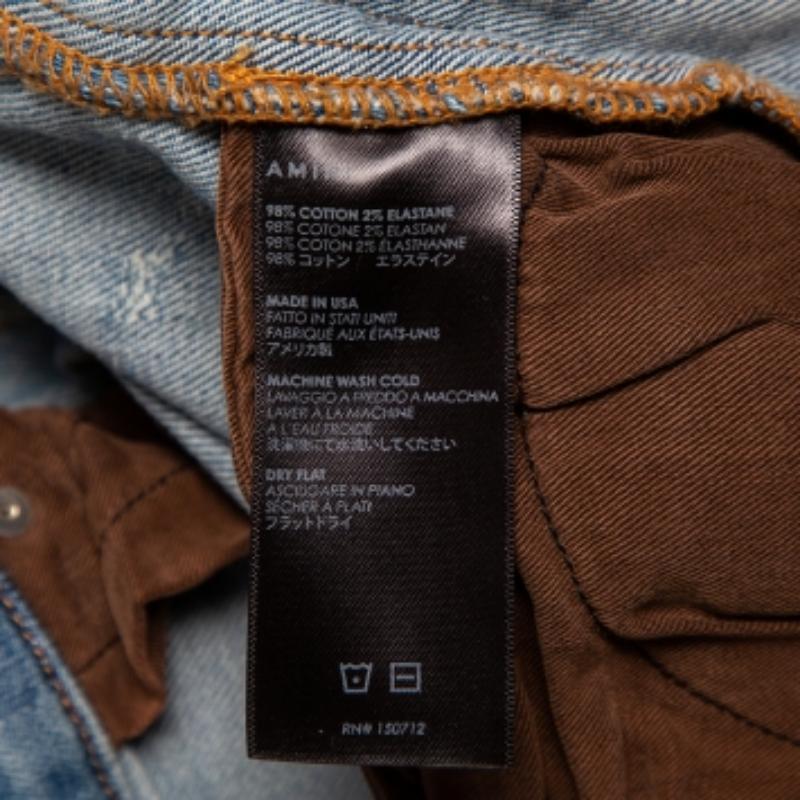 98% COTTON 2% ELASTANE
98% COTONE 2% ELASTAN
98% COTON 2% ÉLASTHANNE
98% コットン エラステイン
MADE IN USA
FATTO IN STATI UNITI
FABRIQUÉ AUX ÉTATS-UNIS
アメリカ製
MACHINE WASH COLD
LAVAGGIO A FREDDO A MACCHINA
LAVER A LA MACHINE
A L'EAU FROIDE
洗濯機にて水洗いしてください
DRY FLAT
ASCIUGARE IN PIANO
SÉCHER À PLAT
フラットドライ
RN# 150712